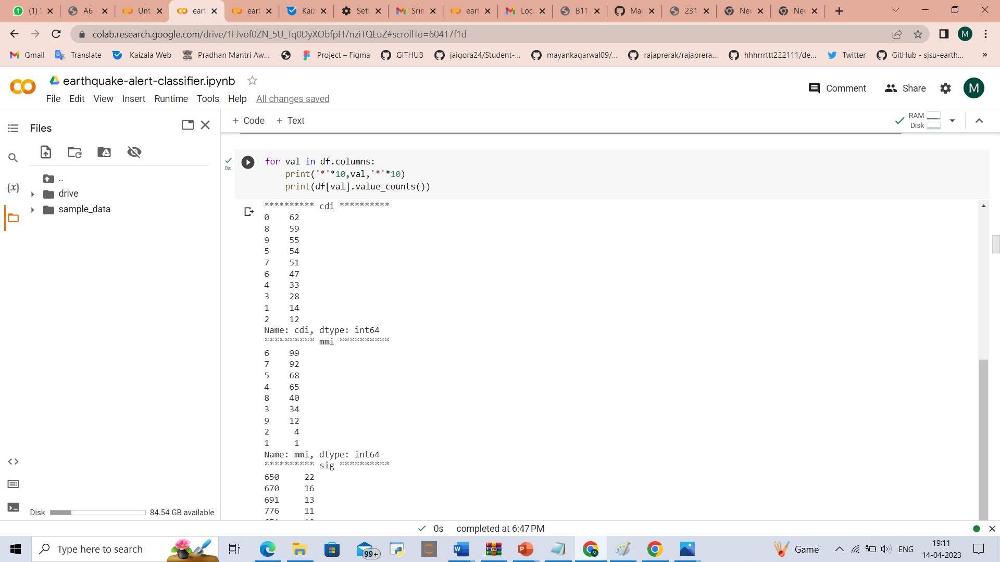 (1) \
A6 -
Unt
eart
eart
Kaiz
Sett
Srin
eart
Loc
B11
Mar
231
Nev
Nev
colab.research.google.com/drive/1FJvof0ZN_5U_Tq0DyXObfpH7nziTQLuZ#scrollTo=60417f1d
M
Gmail
Translate
Kaizala Web
Pradhan Mantri Aw...
Project – Figma
GITHUB
jaigora24/Student-...
mayankagarwal09/...
rajaprerak/rajaprera...
hhhrrrttt222111/de...
Twitter
GitHub - sjsu-earth...
»
earthquake-alert-classifier.ipynb
File Edit View Insert Runtime Tools Help All changes saved
Comment
Share
M
Files
+ Code + Text
RAM
Disk
{x}
..
drive
sample_data
0s
for val in df.columns:
print('*'*10,val,'*'*10)
print(df[val].value_counts())
********** cdi **********
0 62
8 59
9 55
5 54
7 51
6 47
4 33
3 28
1 14
2 12
Name: cdi, dtype: int64
********** mmi **********
6 99
7 92
5 68
4 65
8 40
3 34
9 12
2 4
1 1
Name: mmi, dtype: int64
********** sig **********
650 22
670 16
691 13
776 11
Disk
84.54 GB available
0s completed at 6:47 PM
Type here to search
99+
Game
ENG
19:11
14-04-2023